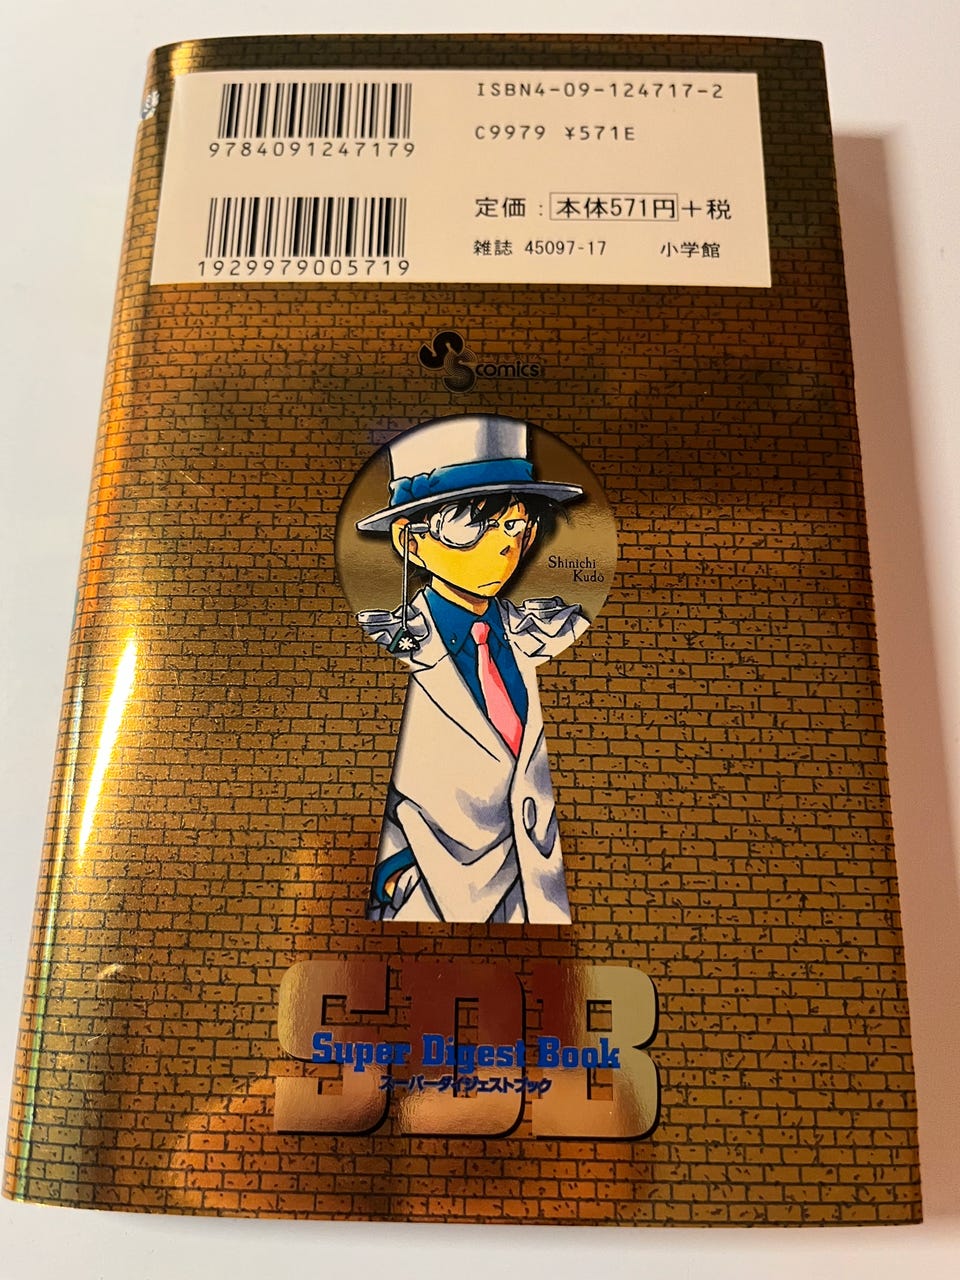 ISBN4-09-124717-2
9784091247179
C9979 ¥571E
定価：本体571円＋税
1929979005719
雑誌 45097-17 小学館
SS comics
Shinichi
Kudo
SDB
Super Digest Book
スーパーダイジェストブック